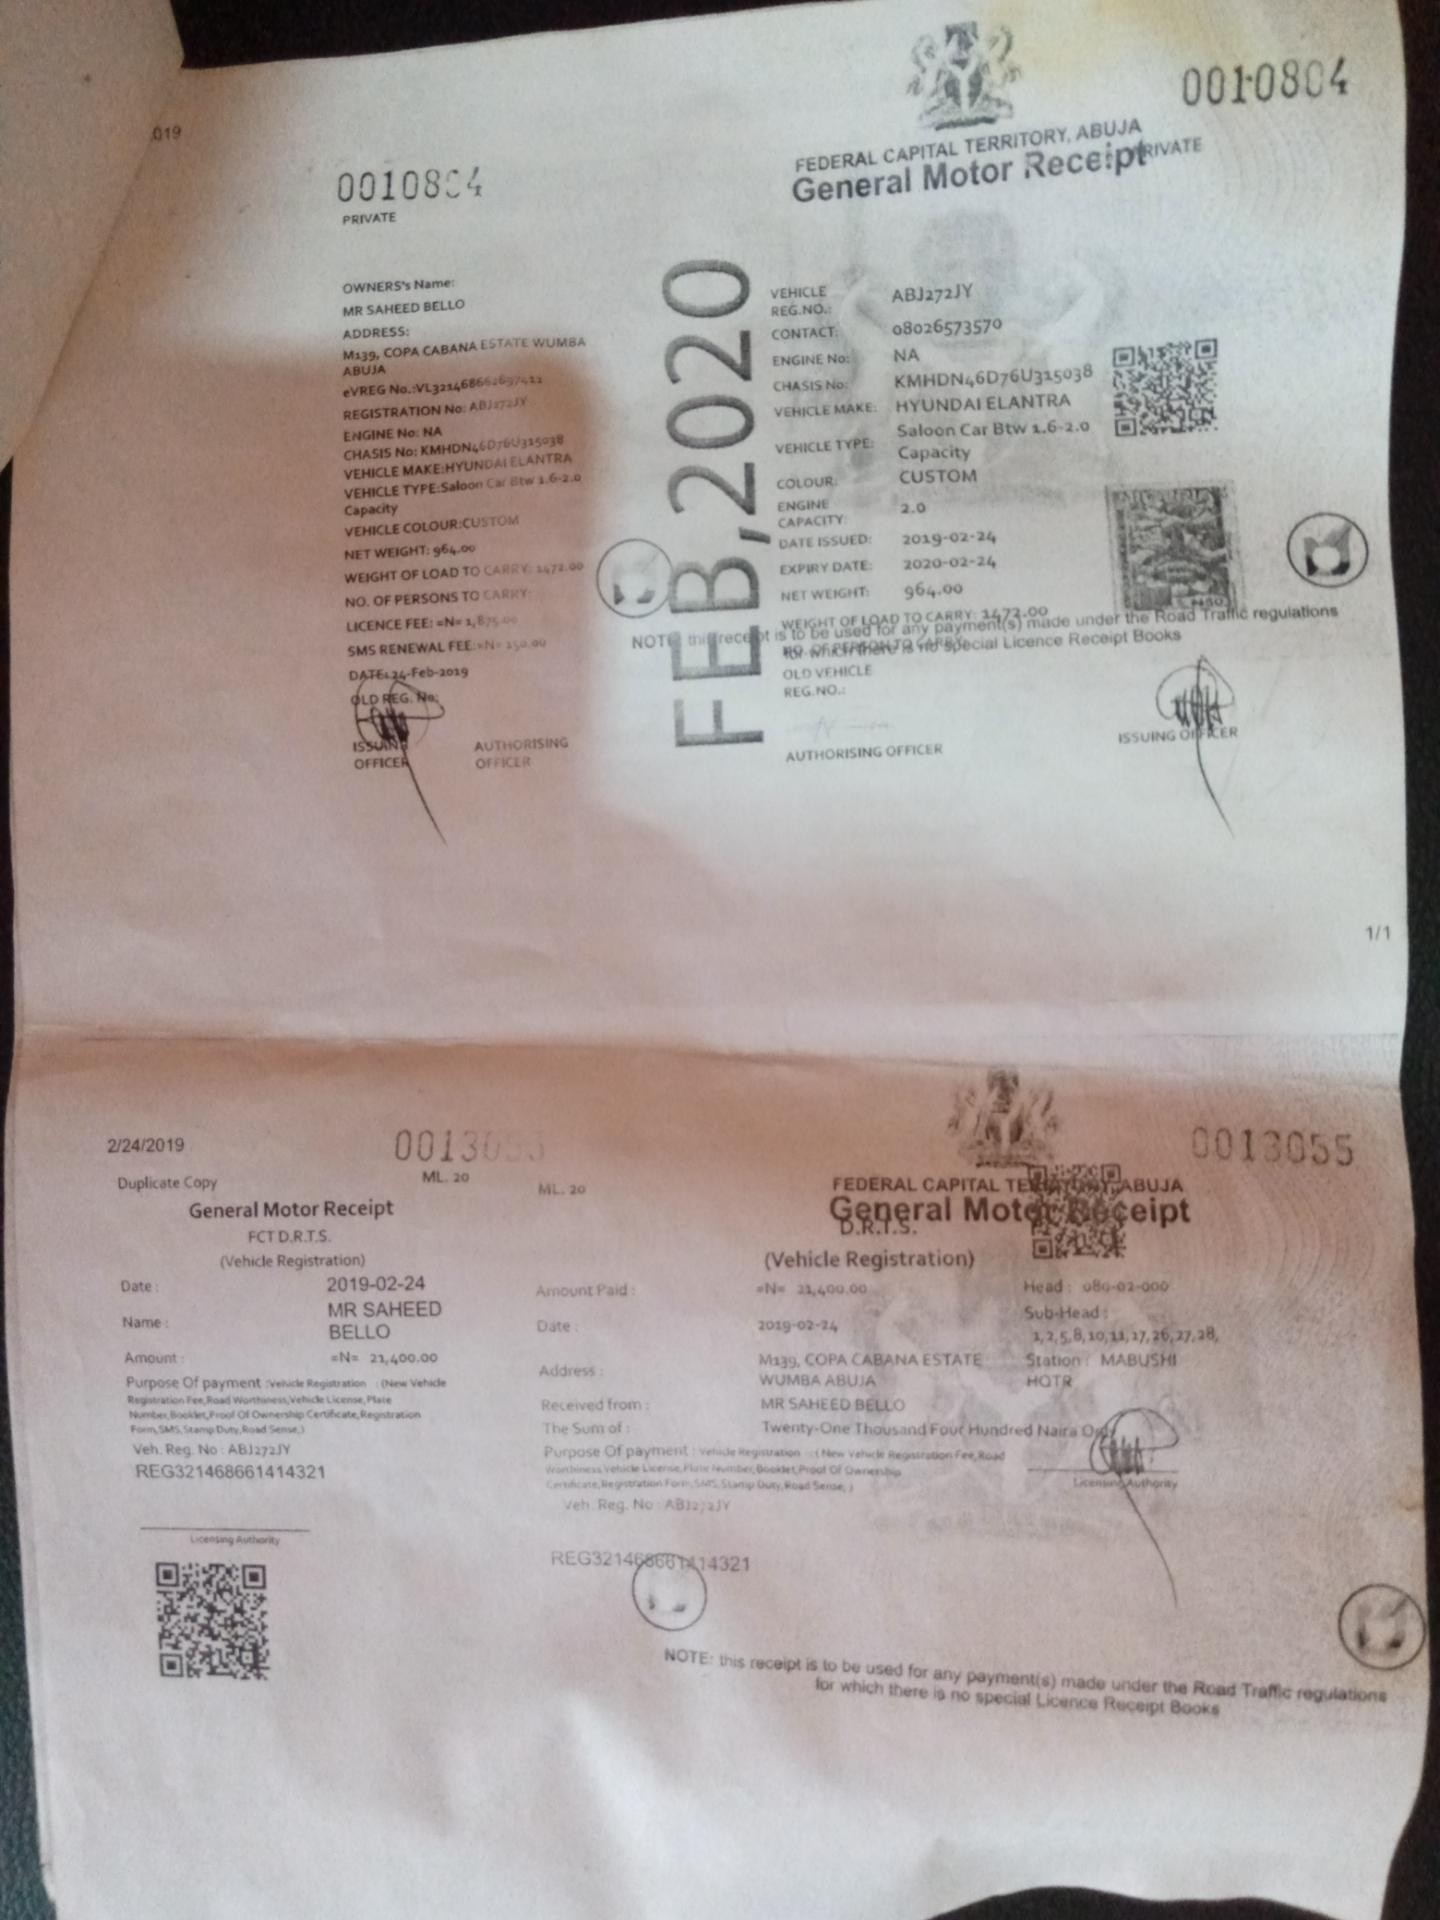 019
0010804
PRIVATE
OWNERS's Name:
MR SAHEED BELLO
ADDRESS:
M139, COPA CABANA ESTATE WUMBA
ABUJA
eVREG No.:
REGISTRATION No: ABJ272JY
ENGINE No: NA
CHASIS No: KMHDN46D76U315038
VEHICLE MAKE:HYUNDAI ELANTRA
VEHICLE TYPE:Saloon Car Btw 1.6-2.0
Capacity
VEHICLE COLOUR:CUSTOM
NET WEIGHT: 964.00
WEIGHT OF LOAD TO CARRY: 1472.00
NO. OF PERSONS TO CARRY:
LICENCE FEE: =N= 1,875.00
SMS RENEWAL FEE:=N= 150.00
DATE: 24-Feb-2019
OLD REG. No:
ISSUING OFFICER
AUTHORISING OFFICER
FEB,2020
0010804
FEDERAL CAPITAL TERRITORY, ABUJA
General Motor Receipt
PRIVATE
VEHICLE REG.NO.: ABJ272JY
CONTACT: 08026573570
ENGINE No: NA
CHASIS No: KMHDN46D76U315038
VEHICLE MAKE: HYUNDAI ELANTRA
VEHICLE TYPE: Saloon Car Btw 1.6-2.0
Capacity
COLOUR: CUSTOM
ENGINE CAPACITY: 2.0
DATE ISSUED: 2019-02-24
EXPIRY DATE: 2020-02-24
NET WEIGHT: 964.00
WEIGHT OF LOAD TO CARRY: 1472.00
NOTE: this receipt is to be used for any payment(s) made under the Road Traffic regulations
for which there is no special Licence Receipt Books
NO. OF PERSON TO CARRY:
OLD VEHICLE
REG.NO.:
AUTHORISING OFFICER
ISSUING OFFICER
1/1
2/24/2019
0013055
Duplicate Copy
ML. 20
General Motor Receipt
FCT D.R.T.S.
(Vehicle Registration)
Date : 2019-02-24
Name : MR SAHEED
BELLO
Amount : =N= 21,400.00
Purpose Of payment :Vehicle Registration : (New Vehicle
Registration Fee,Road Worthiness,Vehicle License,Plate
Number,Booklet,Proof Of Ownership Certificate,Registration
Form,SMS,Stamp Duty,Road Sense,)
Veh. Reg. No : ABJ272JY
REG321468661414321
Licensing Authority
0013055
ML. 20
FEDERAL CAPITAL TERRITORY, ABUJA
General Motor Receipt
D.R.T.S.
(Vehicle Registration)
Amount Paid : =N= 21,400.00
Head : 080-02-000
Date : 2019-02-24
Sub-Head :
1,2,5,8,10,11,17,26,27,28,
Address : M139, COPA CABANA ESTATE
WUMBA ABUJA
Station : MABUSHI
HQTR
Received from : MR SAHEED BELLO
The Sum of : Twenty-One Thousand Four Hundred Naira Only
Purpose Of payment : Vehicle Registration : ( New Vehicle Registration Fee,Road
Worthiness,Vehicle License,Plate Number,Booklet,Proof Of Ownership
Certificate,Registration Form,SMS,Stamp Duty,Road Sense, )
Licensing Authority
Veh. Reg. No : ABJ272JY
REG321468661414321
NOTE: this receipt is to be used for any payment(s) made under the Road Traffic regulations
for which there is no special Licence Receipt Books